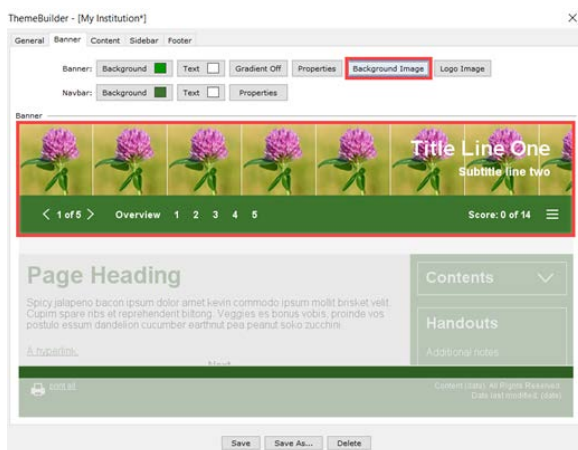 ThemeBuilder - [My Institution*]
General Banner Content Sidebar Footer
Banner: Background Text Gradient Off Properties Background Image Logo Image
Navbar: Background Text Properties
Banner
Title Line One
Subtitle line two
< 1 of 5 > Overview 1 2 3 4 5 Score: 0 of 14
Page Heading
Spicy jalapeno bacon ipsum dolor amet kevin commodo ipsum mollit brisket velit.
Cupim spare ribs et reprehenderit biltong. Veggies es bonus vobis, proinde vos
postulo essum dandelion cucumber earthnut pea peanut soko zucchini.
A hyperlink.
Next
Contents
Handouts
Additional notes
print all
Content (date). All Rights Reserved.
Date last modified: (date)
Save Save As... Delete